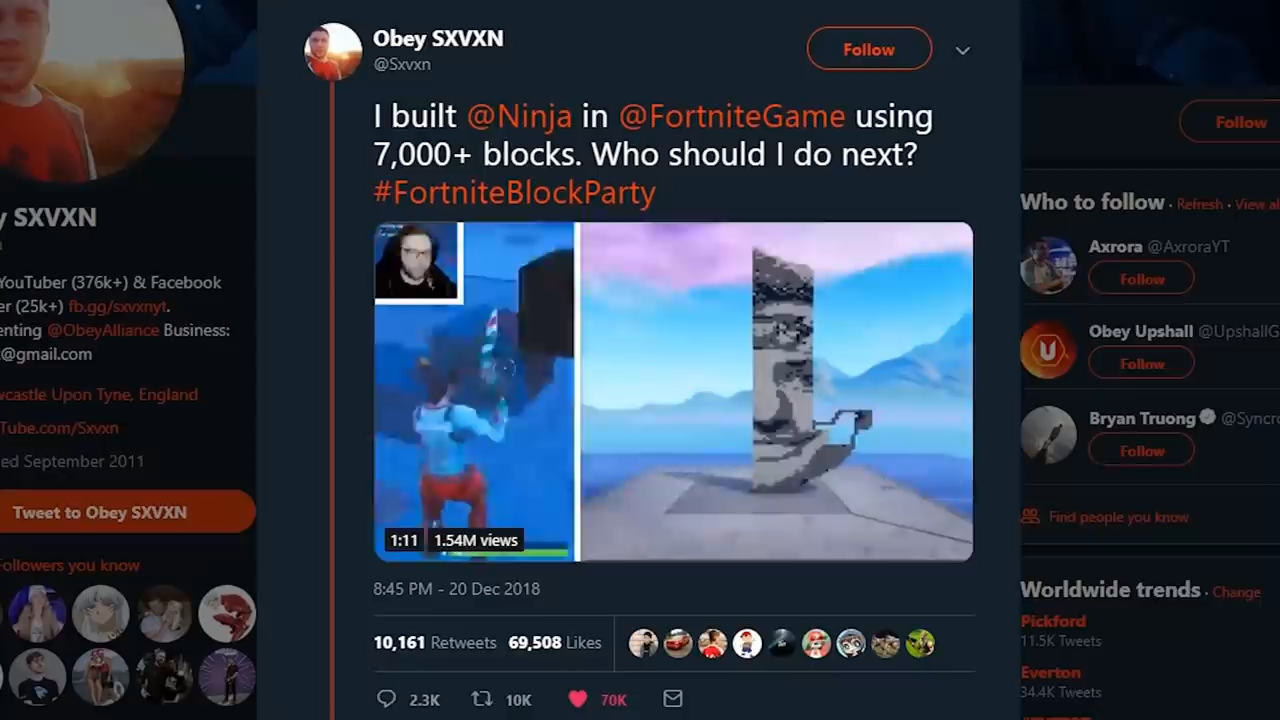 Obey SXVXN
@Sxvxn
Follow
I built @Ninja in @FortniteGame using
7,000+ blocks. Who should I do next?
#FortniteBlockParty
1:11 1.54M views
8:45 PM - 20 Dec 2018
10,161 Retweets 69,508 Likes
2.3K 10K 70K
y SXVXN
YouTuber (376k+) & Facebook
er (25k+) fb.gg/sxvxnyt.
enting @ObeyAlliance Business:
@gmail.com
castle Upon Tyne, England
Tube.com/Sxvxn
ed September 2011
Tweet to Obey SXVXN
Followers you know
Follow
Who to follow · Refresh · View al
Axrora @AxroraYT
Follow
Obey Upshall @UpshallG
Follow
Bryan Truong @Syncro
Follow
Find people you know
Worldwide trends · Change
Pickford
11.5K Tweets
Everton
34.4K Tweets